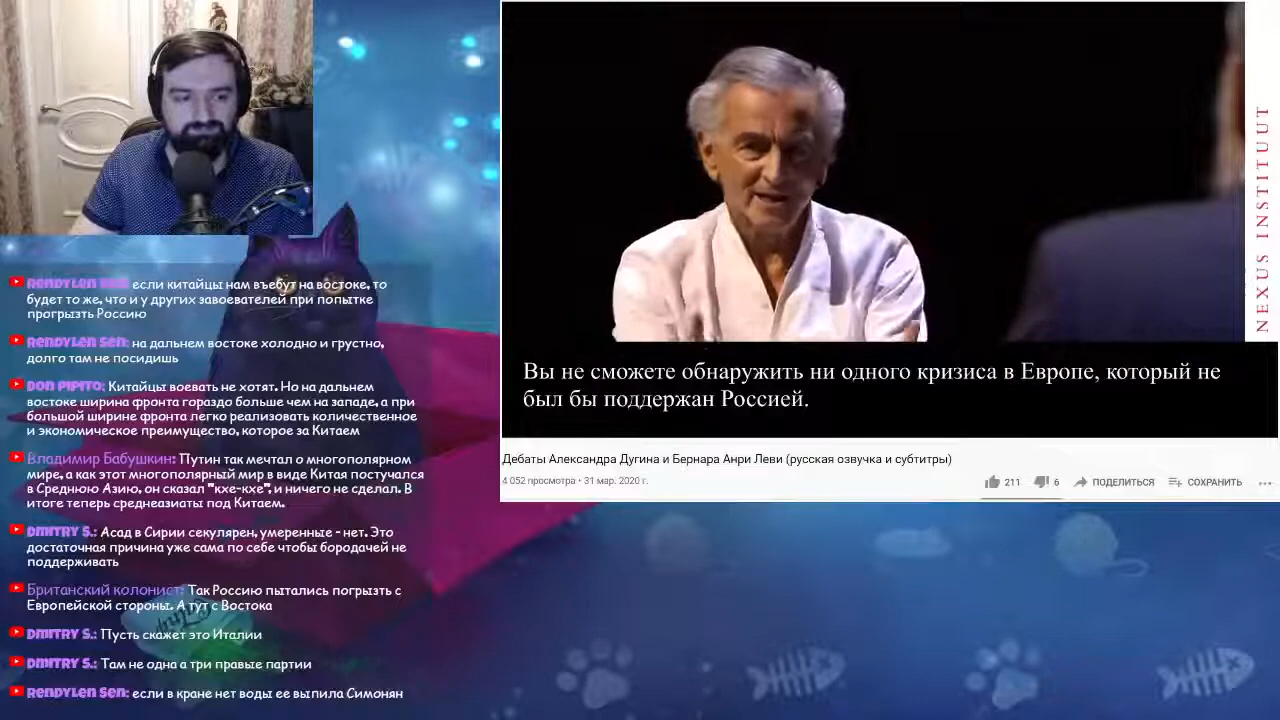 Rendylen Sen: если китайцы нам въебут на востоке, то
будет то же, что и у других завоевателей при попытке
прогрызть Россию
Rendylen Sen: на дальнем востоке холодно и грустно,
долго там не посидишь
Don Pipito: Китайцы воевать не хотят. Но на дальнем
востоке ширина фронта гораздо больше чем на западе, а при
большой ширине фронта легко реализовать количественное
и экономическое преимущество, которое за Китаем
Владимир Бабушкин: Путин так мечтал о многополярном
мире, а как этот многополярный мир в виде Китая постучался
в Среднюю Азию, он сказал "кхе-кхе", и ничего не сделал. В
итоге теперь среднеазиаты под Китаем.
Dmitry S.: Асад в Сирии секулярен, умеренные - нет. Это
достаточная причина уже сама по себе чтобы бородачей не
поддерживать
Британский колонист: Так Россию пытались погрызть с
Европейской стороны. А тут с Востока
Dmitry S.: Пусть скажет это Италии
Dmitry S.: Там не одна а три правые партии
Rendylen Sen: если в кране нет воды ее выпила Симонян
NEXUS INSTITUUT
Вы не сможете обнаружить ни одного кризиса в Европе, который не
был бы поддержан Россией.
Дебаты Александра Дугина и Бернара Анри Леви (русская озвучка и субтитры)
4 052 просмотра • 31 мар. 2020 г.
211 6 ПОДЕЛИТЬСЯ СОХРАНИТЬ